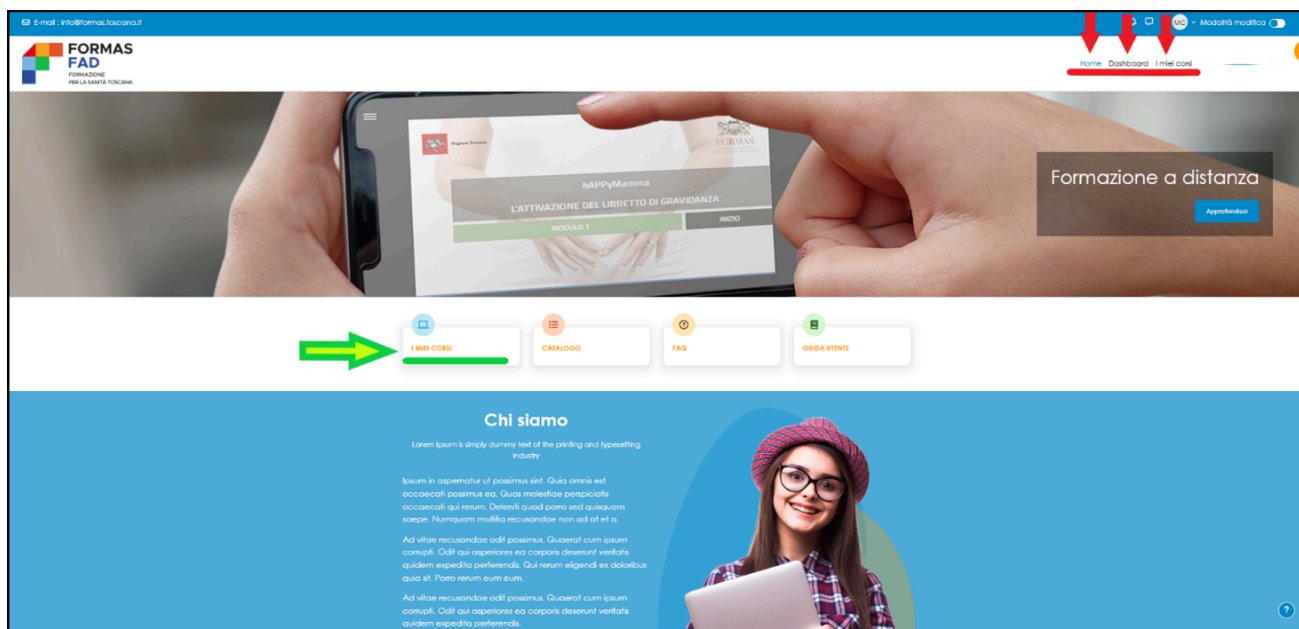 E-mail : info@formas.toscana.it
MC
Modalità modifica
FORMAS
FAD
FORMAZIONE
PER LA SANITÀ TOSCANA
Home Dashboard I miei corsi
Regione Toscana
FORMAS
hAPPyMamma
L'ATTIVAZIONE DEL LIBRETTO DI GRAVIDANZA
MODULO 1
INIZIO
Formazione a distanza
Approfondisci
I MIEI CORSI
CATALOGO
FAQ
GUIDA UTENTE
Chi siamo
Lorem Ipsum is simply dummy text of the printing and typesetting
industry
Ipsum in aspernatur ut possimus sint. Quia omnis est
occaecati possimus ea. Quas molestiae perspiciatis
occaecati qui rerum. Deleniti quod porro sed quisquam
saepe. Numquam mollitia recusandae non ad at et a.
Ad vitae recusandae odit possimus. Quaerat cum ipsum
corrupti. Odit qui asperiores ea corporis deserunt veritatis
quidem expedita perferendis. Qui rerum eligendi ex doloribus
quia sit. Porro rerum eum eum.
Ad vitae recusandae odit possimus. Quaerat cum ipsum
corrupti. Odit qui asperiores ea corporis deserunt veritatis
quidem expedita perferendis.
?